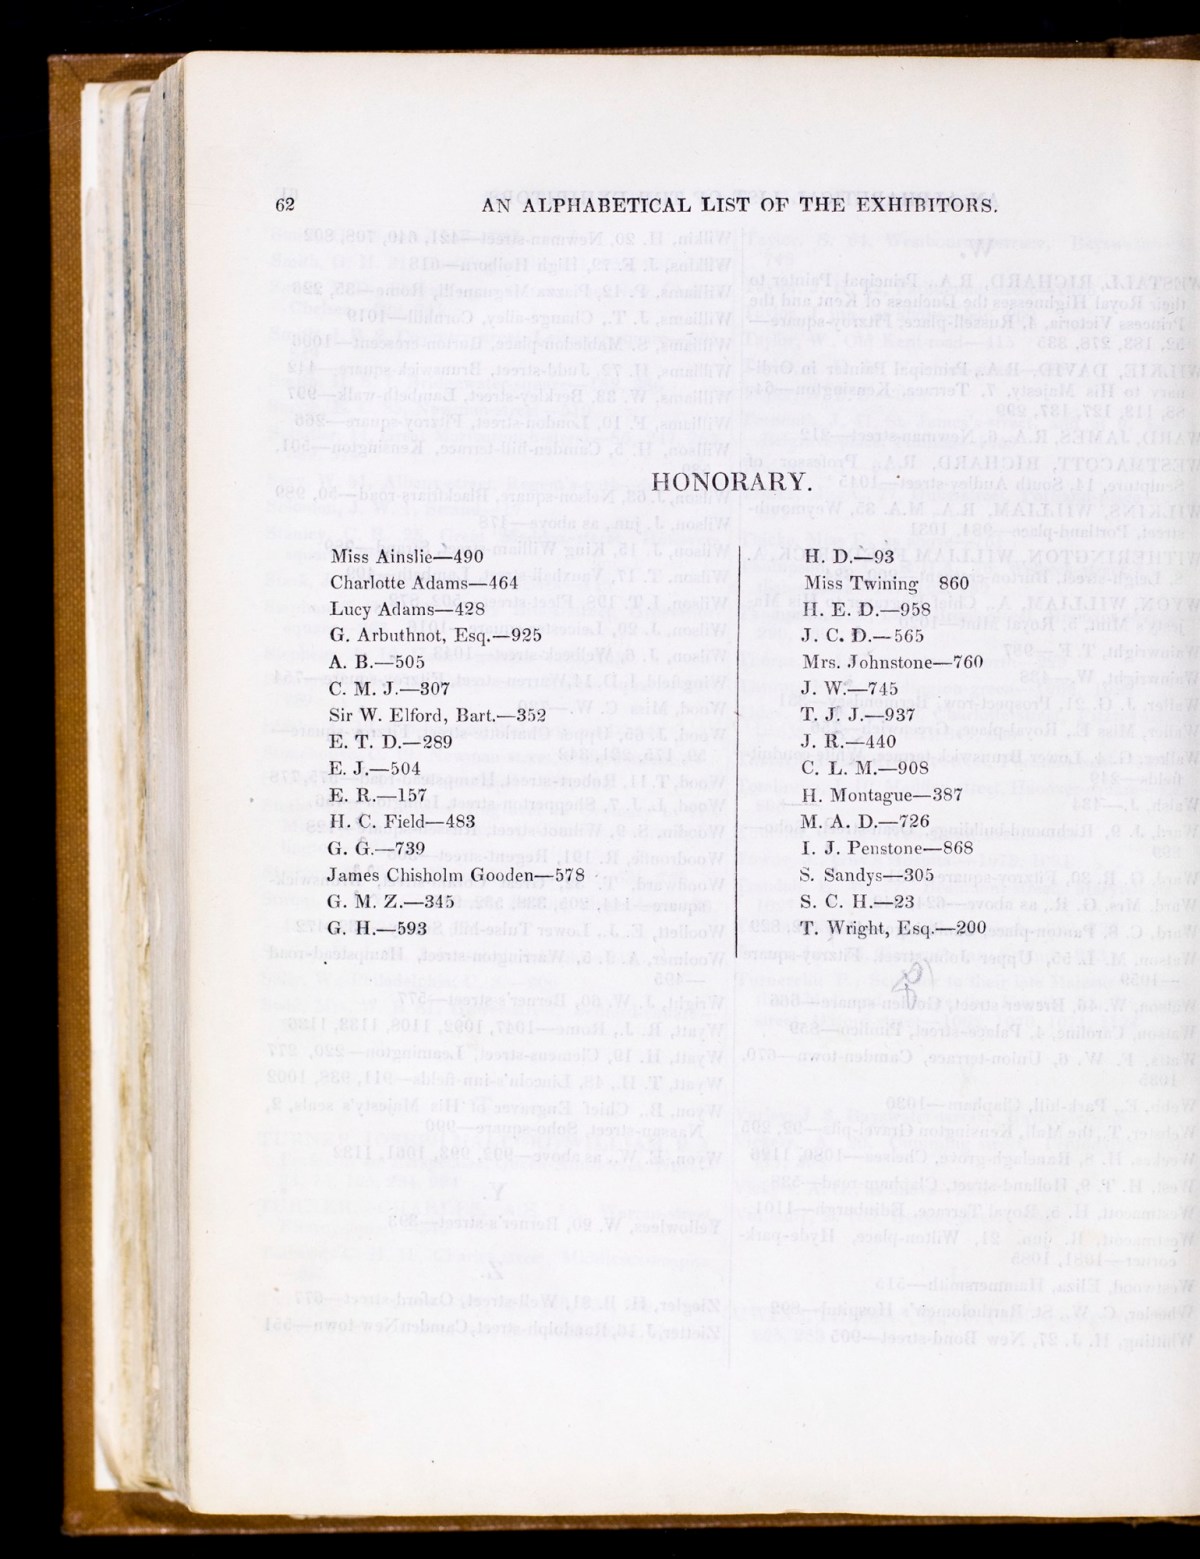 62
AN ALPHABETICAL LIST OF THE EXHIBITORS.
HONORARY.
Miss Ainslie—490
Charlotte Adams—464
Lucy Adams—428
G. Arbuthnot, Esq.—925
A. B.—505
C. M. J.—307
Sir W. Elford, Bart.—352
E. T. D.—289
E. J.—504
E. R.—157
H. C. Field—483
G. G.—739
James Chisholm Gooden—578
G. M. Z.—345
G. H.—593
H. D.—93
Miss Twining 860
H. E. D.—958
J. C. D.—565
Mrs. Johnstone—760
J. W.—745
T. J. J.—937
J. R.—440
C. L. M.—908
H. Montague—387
M. A. D.—726
I. J. Penstone—868
S. Sandys—305
S. C. H.—23
T. Wright, Esq.—200